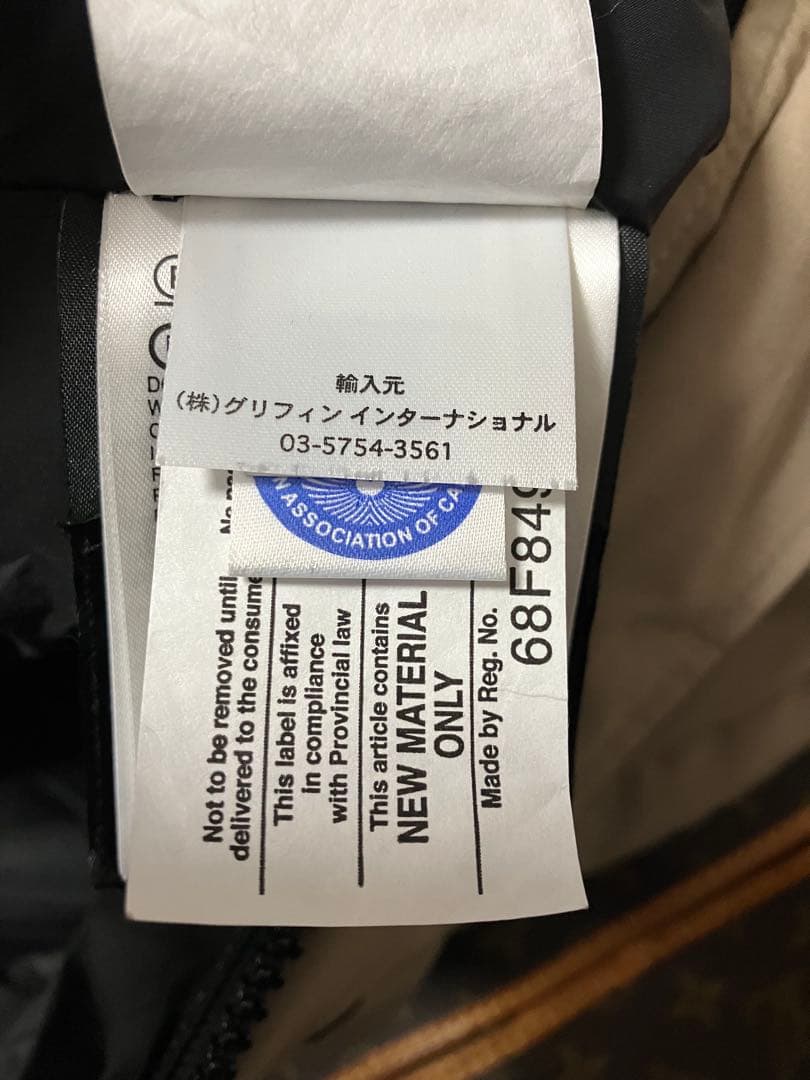 輸入元
(株)グリフィン インターナショナル
03-5754-3561
ASSOCIATION OF
Not to be removed until
delivered to the
This label is affixed
in compliance
with Provincial law
This article contains
NEW MATERIAL
ONLY
Made by Reg. No.
68F849